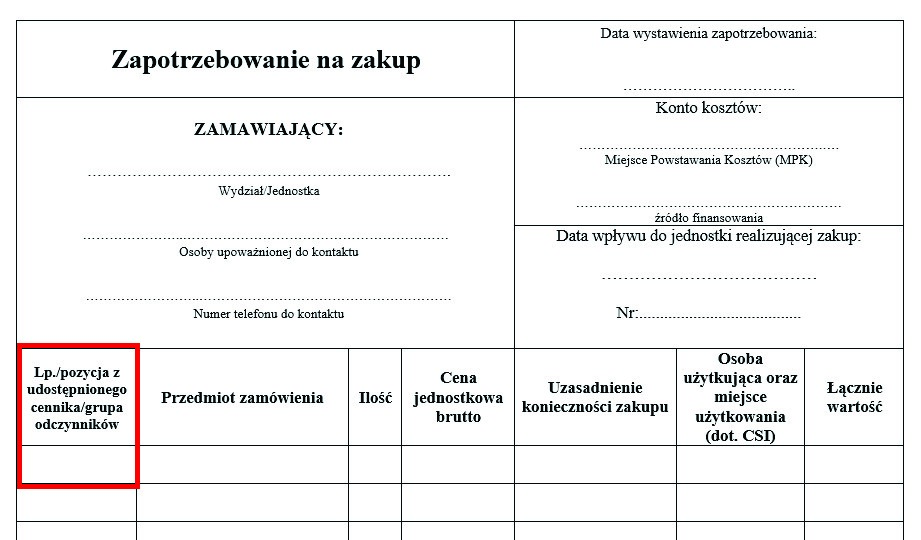 Zapotrzebowanie na zakup
Data wystawienia zapotrzebowania:
……………………………..
ZAMAWIAJĄCY:
……………………………………………………………….
Wydział/Jednostka
……………………………………………………………….
Osoby upoważnionej do kontaktu
……………………………………………………………….
Numer telefonu do kontaktu
Konto kosztów:
……………………………………………..
Miejsce Powstawania Kosztów (MPK)
………………………………………………
źródło finansowania
Data wpływu do jednostki realizującej zakup:
………………………………
Nr:.......................................
Lp./pozycja z
udostępnionego
cennika/grupa
odczynników
Przedmiot zamówienia
Ilość
Cena
jednostkowa
brutto
Uzasadnienie
konieczności zakupu
Osoba
użytkująca oraz
miejsce
użytkowania
(dot. CSI)
Łącznie
wartość